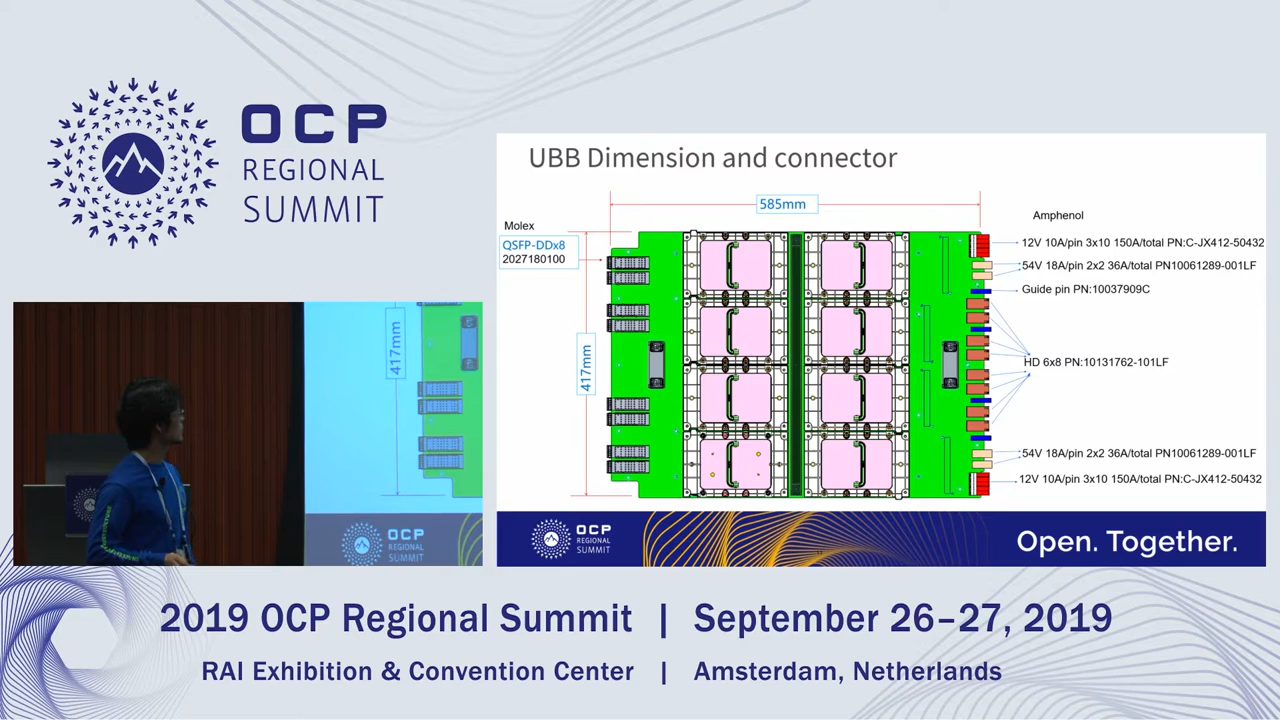 OCP
REGIONAL
SUMMIT
UBB Dimension and connector
585mm
Molex
QSFP-DDx8
2027180100
417mm
Amphenol
12V 10A/pin 3x10 150A/total PN:C-JX412-50432
54V 18A/pin 2x2 36A/total PN10061289-001LF
Guide pin PN:10037909C
HD 6x8 PN:10131762-101LF
54V 18A/pin 2x2 36A/total PN10061289-001LF
12V 10A/pin 3x10 150A/total PN:C-JX412-50432
OCP
REGIONAL
SUMMIT
Open. Together.
417mm
OCP
REGIONAL
SUMMIT
2019 OCP Regional Summit | September 26–27, 2019
RAI Exhibition & Convention Center | Amsterdam, Netherlands